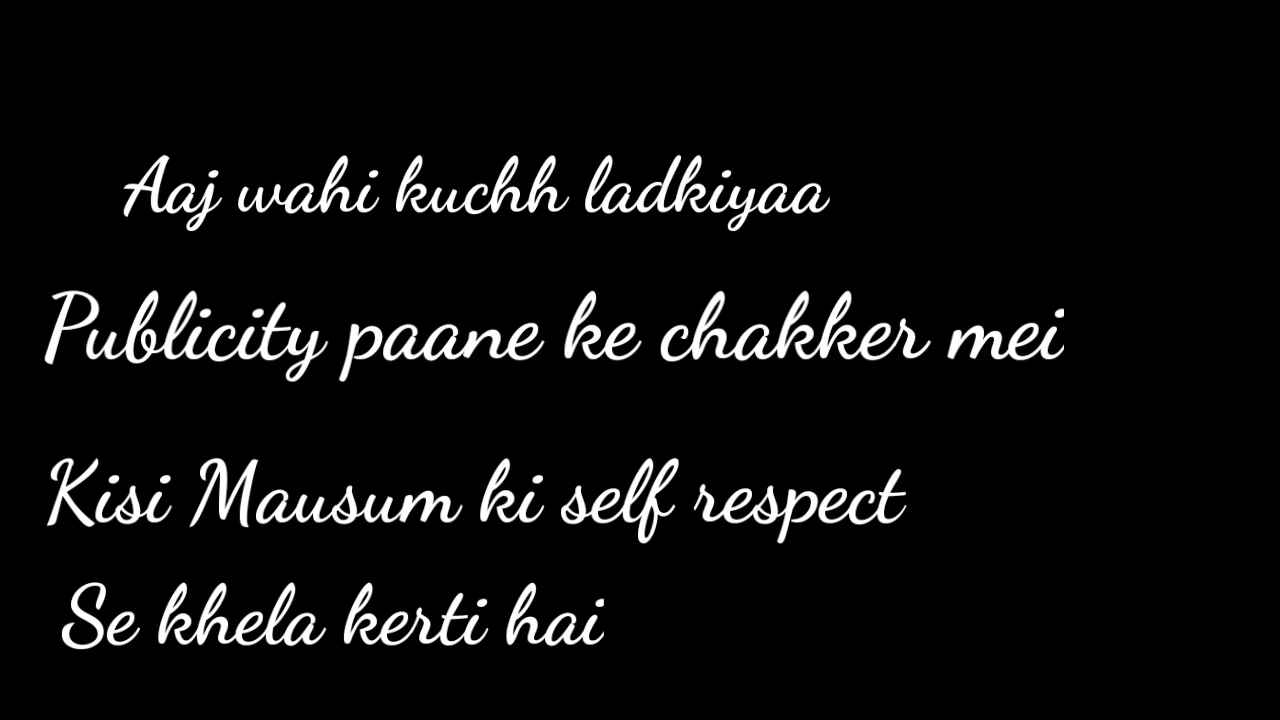 Aaj wahi kuchh ladkiyaa
Publicity paane ke chakker mei
Kisi Mausum ki self respect
Se khela kerti hai